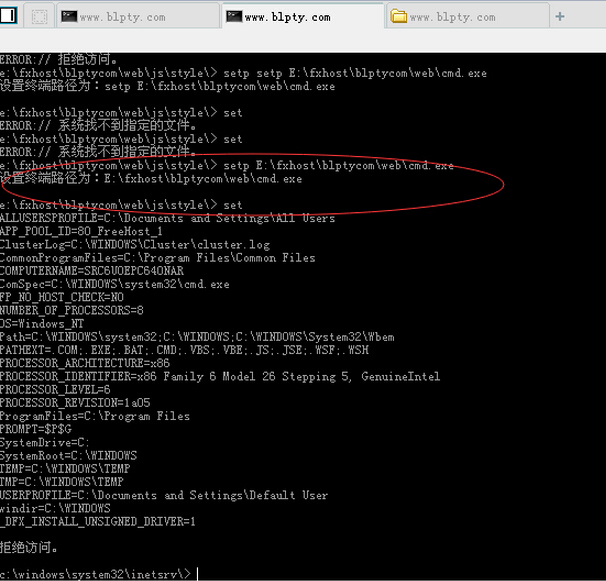 www.blpty.com
www.blpty.com
www.blpty.com
ERROR:// 拒绝访问。
e:\fxhost\blptycom\web\js\style\> setp setp E:\fxhost\blptycom\web\cmd.exe
设置终端路径为：setp E:\fxhost\blptycom\web\cmd.exe
e:\fxhost\blptycom\web\js\style\> set
ERROR:// 系统找不到指定的文件。
e:\fxhost\blptycom\web\js\style\> set
ERROR:// 系统找不到指定的文件。
e:\fxhost\blptycom\web\js\style\> setp E:\fxhost\blptycom\web\cmd.exe
设置终端路径为：E:\fxhost\blptycom\web\cmd.exe
e:\fxhost\blptycom\web\js\style\> set
ALLUSERSPROFILE=C:\Documents and Settings\All Users
APP_POOL_ID=80_FreeHost_1
ClusterLog=C:\WINDOWS\Cluster\cluster.log
CommonProgramFiles=C:\Program Files\Common Files
COMPUTERNAME=SRC6UOEPC64ONAR
ComSpec=C:\WINDOWS\system32\cmd.exe
FP_NO_HOST_CHECK=NO
NUMBER_OF_PROCESSORS=8
OS=Windows_NT
Path=C:\WINDOWS\system32;C:\WINDOWS;C:\WINDOWS\System32\Wbem
PATHEXT=.COM;.EXE;.BAT;.CMD;.VBS;.VBE;.JS;.JSE;.WSF;.WSH
PROCESSOR_ARCHITECTURE=x86
PROCESSOR_IDENTIFIER=x86 Family 6 Model 26 Stepping 5, GenuineIntel
PROCESSOR_LEVEL=6
PROCESSOR_REVISION=1a05
ProgramFiles=C:\Program Files
PROMPT=$P$G
SystemDrive=C:
SystemRoot=C:\WINDOWS
TEMP=C:\WINDOWS\TEMP
TMP=C:\WINDOWS\TEMP
USERPROFILE=C:\Documents and Settings\Default User
windir=C:\WINDOWS
_DFX_INSTALL_UNSIGNED_DRIVER=1
拒绝访问。
c:\windows\system32\inetsrv\>